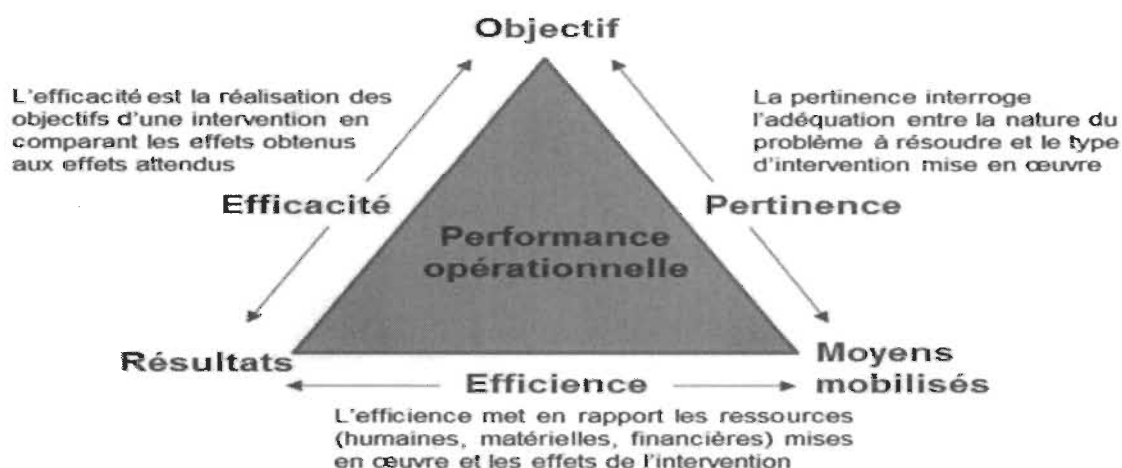 Objectif
L'efficacité est la réalisation des
objectifs d'une intervention en
comparant les effets obtenus
aux effets attendus
La pertinence interroge
l'adéquation entre la nature du
problème à résoudre et le type
d'intervention mise en œuvre
Efficacité
Pertinence
Performance
opérationnelle
Résultats
Moyens
mobilisés
Efficience
L'efficience met en rapport les ressources
(humaines, matérielles, financières) mises
en œuvre et les effets de l'intervention